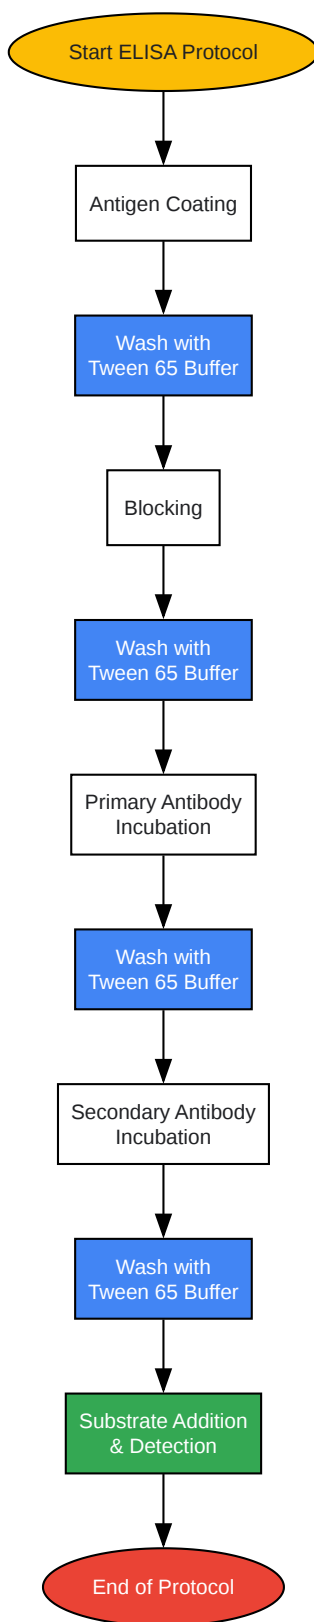 Start ELISA Protocol
Antigen Coating
Wash with
Tween 65 Buffer
Blocking
Wash with
Tween 65 Buffer
Primary Antibody
Incubation
Wash with
Tween 65 Buffer
Secondary Antibody
Incubation
Wash with
Tween 65 Buffer
Substrate Addition
& Detection
End of Protocol